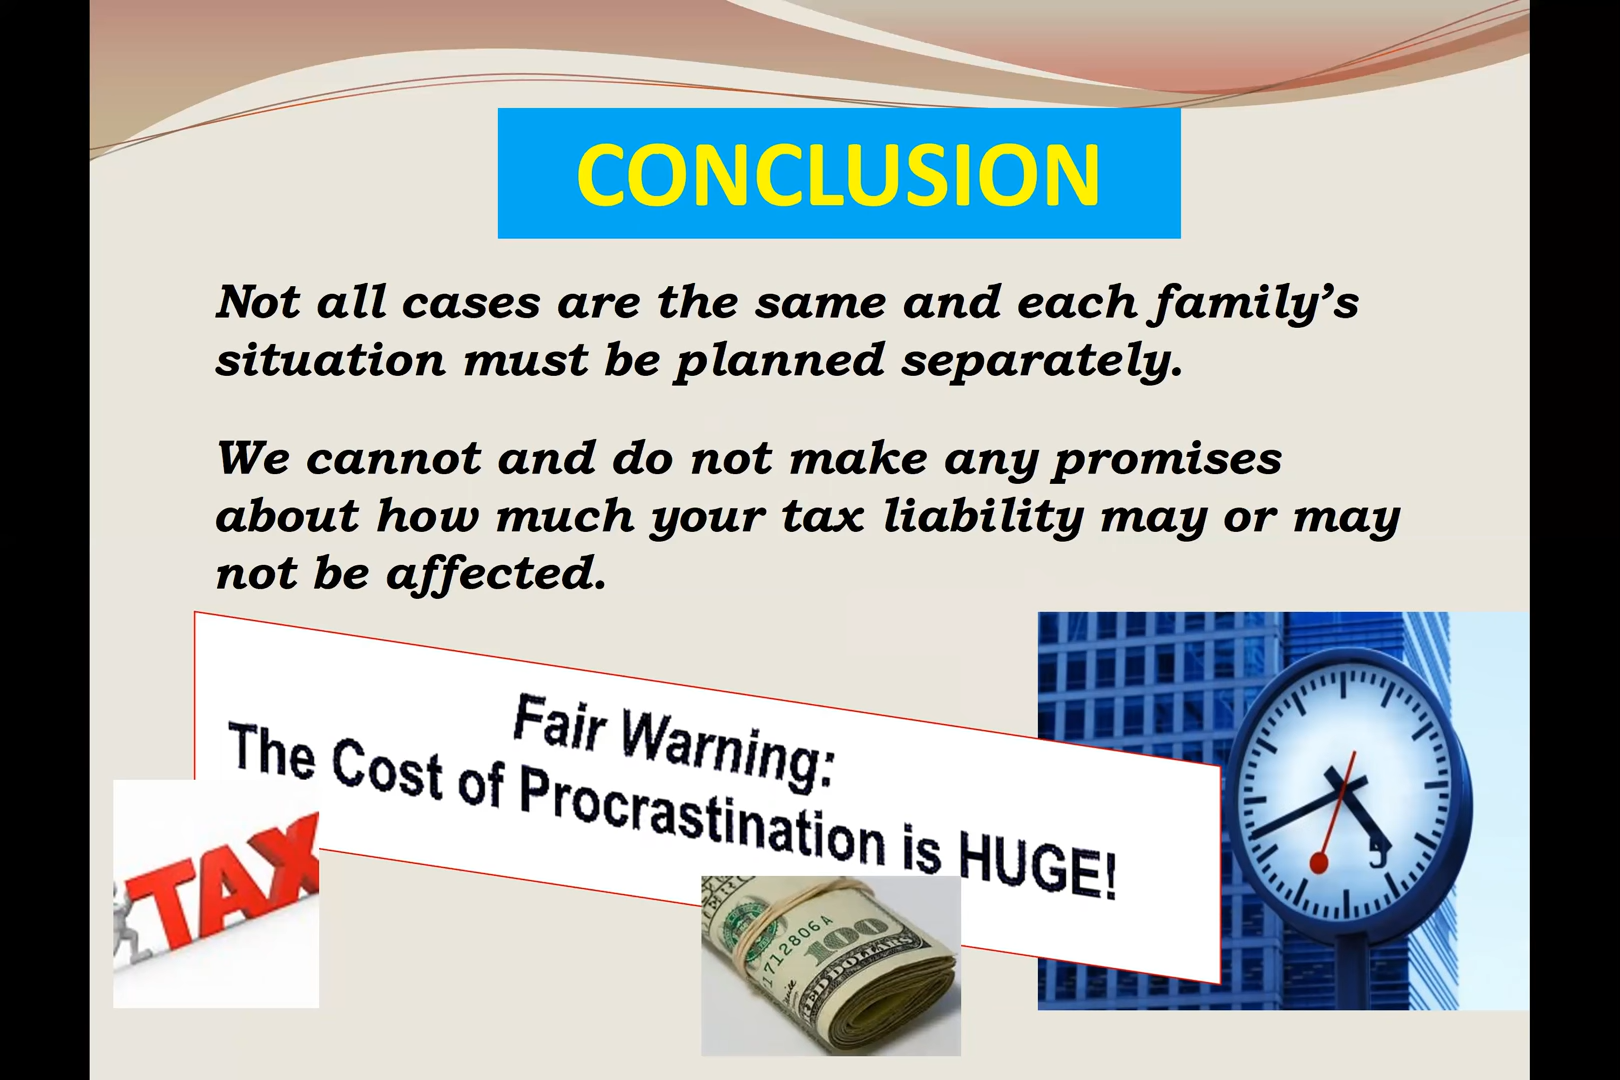 CONCLUSION
Not all cases are the same and each family’s
situation must be planned separately.
We cannot and do not make any promises
about how much your tax liability may or may
not be affected.
Fair Warning:
The Cost of Procrastination is HUGE!
TAX
712806A
100